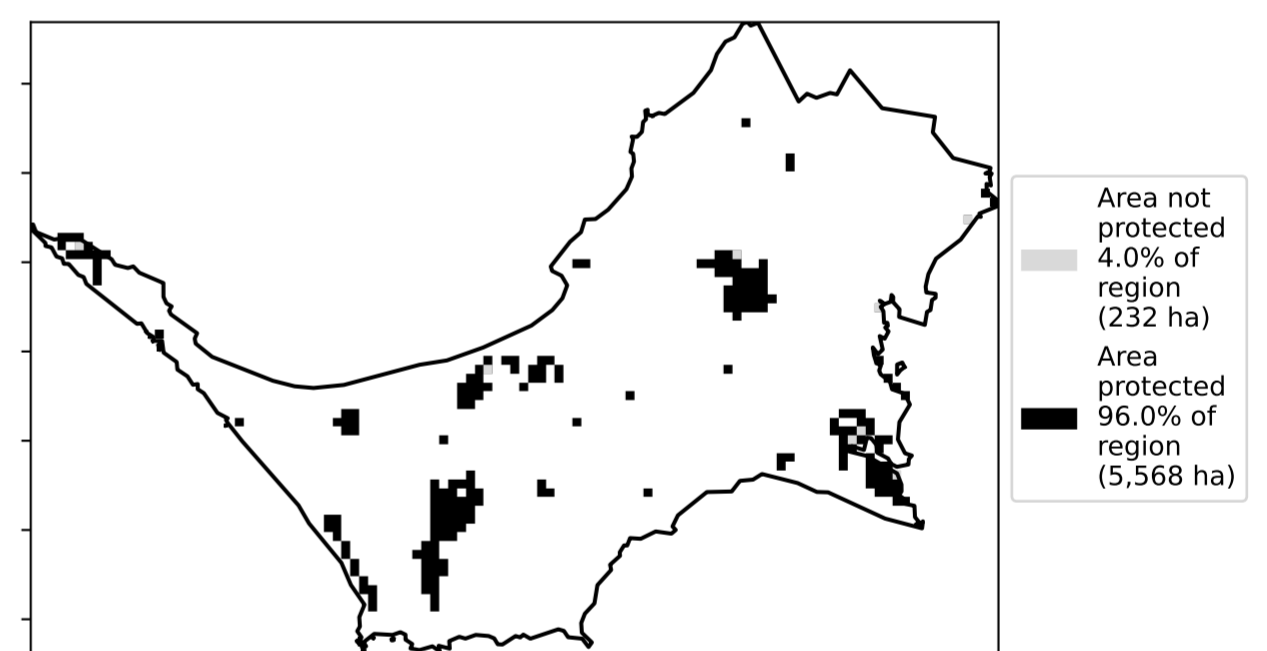 Area not
protected
4.0% of
region
(232 ha)
Area
protected
96.0% of
region
(5,568 ha)